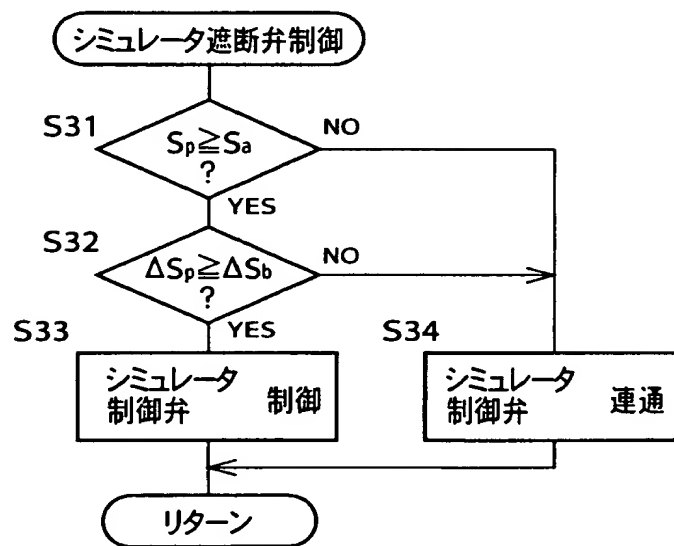 シミュレータ遮断弁制御
S31
Sp≧Sa
?
NO
YES
S32
ΔSp≧ΔSb
?
NO
YES
S33
シミュレータ
制御弁 制御
S34
シミュレータ
制御弁 連通
リターン